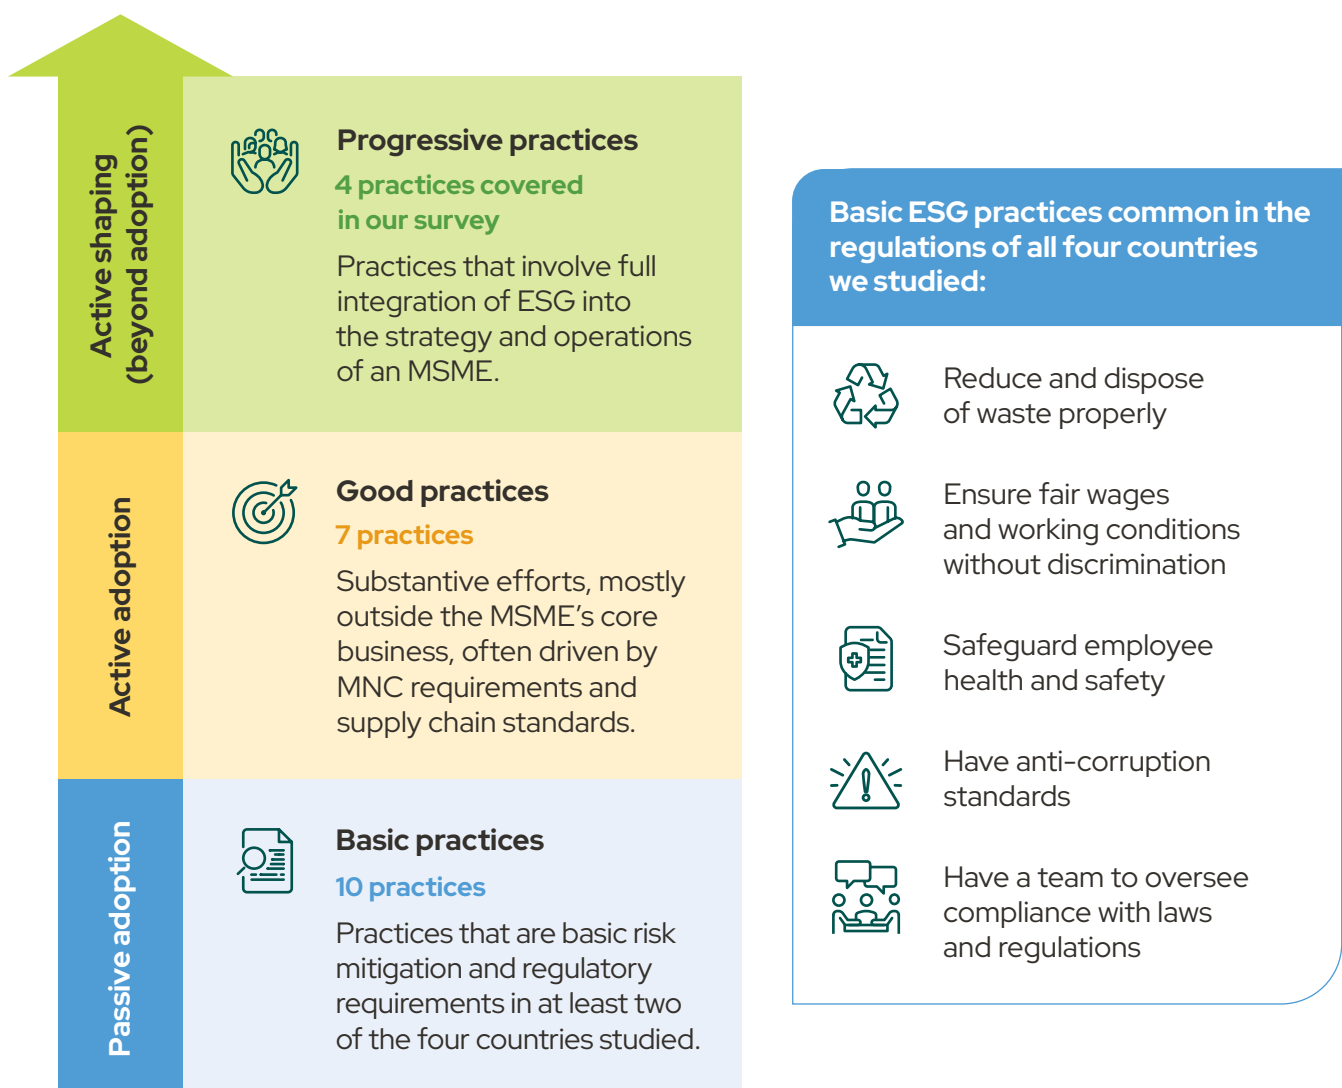 Active shaping
(beyond adoption)
Progressive practices
4 practices covered
in our survey
Practices that involve full
integration of ESG into
the strategy and operations
of an MSME.
Active adoption
Good practices
7 practices
Substantive efforts, mostly
outside the MSME’s core
business, often driven by
MNC requirements and
supply chain standards.
Passive adoption
Basic practices
10 practices
Practices that are basic risk
mitigation and regulatory
requirements in at least two
of the four countries studied.
Basic ESG practices common in the
regulations of all four countries
we studied:
Reduce and dispose
of waste properly
Ensure fair wages
and working conditions
without discrimination
Safeguard employee
health and safety
Have anti-corruption
standards
Have a team to oversee
compliance with laws
and regulations